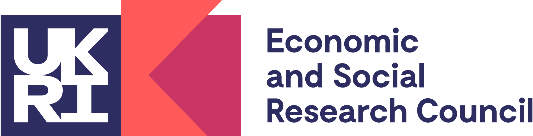 UK
RI
Economic
and Social
Research Council